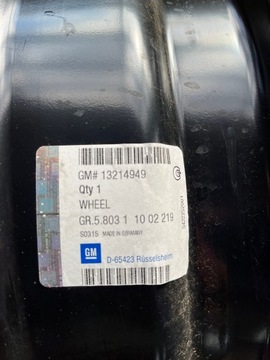 GM# 13214949
Qty 1
WHEEL
GR.5.803 1 10 02 219
S0315 MADE IN GERMANY
GM
D-65423 Rüsselsheim